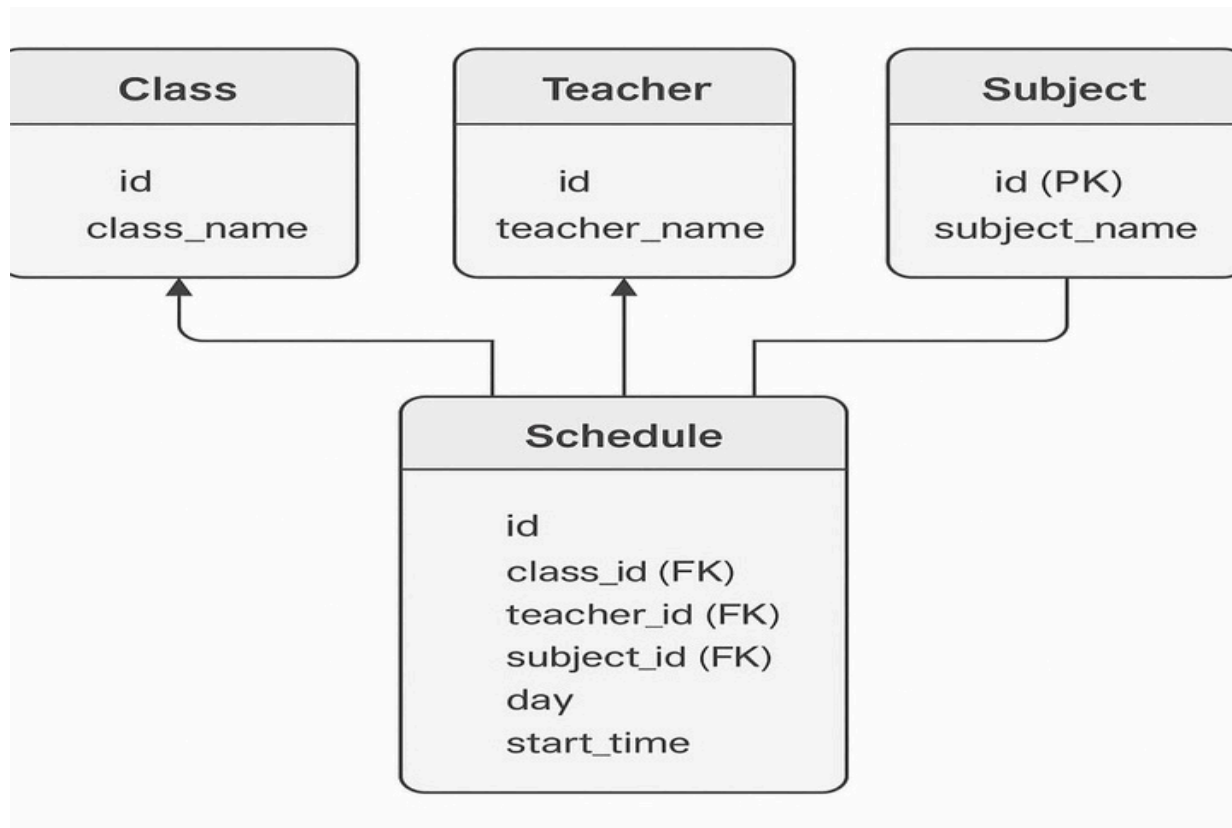 Class
id
class_name
Teacher
id
teacher_name
Subject
id (PK)
subject_name
Schedule
id
class_id (FK)
teacher_id (FK)
subject_id (FK)
day
start_time